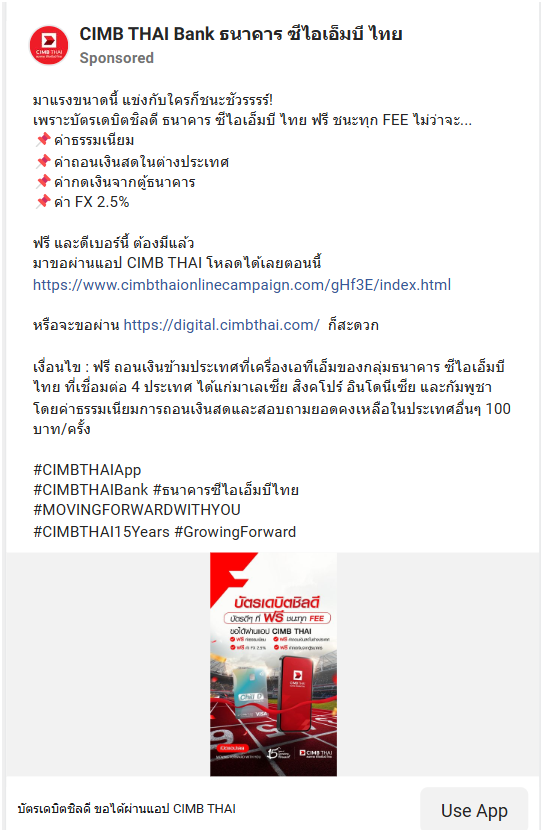 CIMB THAI Bank ธนาคาร ซีไอเอ็มบี ไทย
Sponsored
มาแรงขนาดนี้ แข่งกับใครก็ชนะชัวรรรร์!
เพราะบัตรเดบิตชิลดี ธนาคาร ซีไอเอ็มบี ไทย ฟรี ชนะทุก FEE ไม่ว่าจะ...
📌ค่าธรรมเนียม
📌ค่าถอนเงินสดในต่างประเทศ
📌ค่ากดเงินจากตู้ธนาคาร
📌ค่า FX 2.5%
ฟรี และดีเบอร์นี้ ต้องมีแล้ว
มาขอผ่านแอป CIMB THAI โหลดได้เลยตอนนี้
https://www.cimbthaionlinecampaign.com/gHf3E/index.html
หรือจะขอผ่าน https://digital.cimbthai.com/ ก็สะดวก
เงื่อนไข : ฟรี ถอนเงินข้ามประเทศที่เครื่องเอทีเอ็มของกลุ่มธนาคาร ซีไอเอ็มบี
ไทย ที่เชื่อมต่อ 4 ประเทศ ได้แก่มาเลเซีย สิงคโปร์ อินโดนีเซีย และกัมพูชา
โดยค่าธรรมเนียมการถอนเงินสดและสอบถามยอดคงเหลือในประเทศอื่นๆ 100
บาท/ครั้ง
#CIMBTHAIApp
#CIMBTHAIBank #ธนาคารซีไอเอ็มบีไทย
#MOVINGFORWARDWITHYOU
#CIMBTHAI15Years #GrowingForward
บัตรเดบิตชิลดี
บัตรดีๆ ที่ ฟรี ชนะทุก FEE
ขอได้ผ่านแอป CIMB THAI
ฟรี ค่า FX 2.5%
CIMB THAI
VISA
CIMB THAI
บัตรเดบิตชิลดี ขอได้ผ่านแอป CIMB THAI
Use App